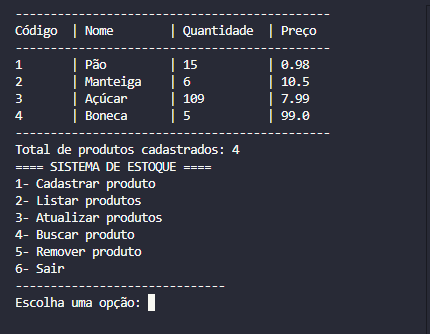 ---------------------------------------------
Código  | Nome        | Quantidade  | Preço
---------------------------------------------
1       | Pão         | 15          | 0.98
2       | Manteiga    | 6           | 10.5
3       | Açúcar      | 109         | 7.99
4       | Boneca      | 5           | 99.0
---------------------------------------------
Total de produtos cadastrados: 4
==== SISTEMA DE ESTOQUE ====
1- Cadastrar produto
2- Listar produtos
3- Atualizar produtos
4- Buscar produto
5- Remover produto
6- Sair
------------------------------
Escolha uma opção: